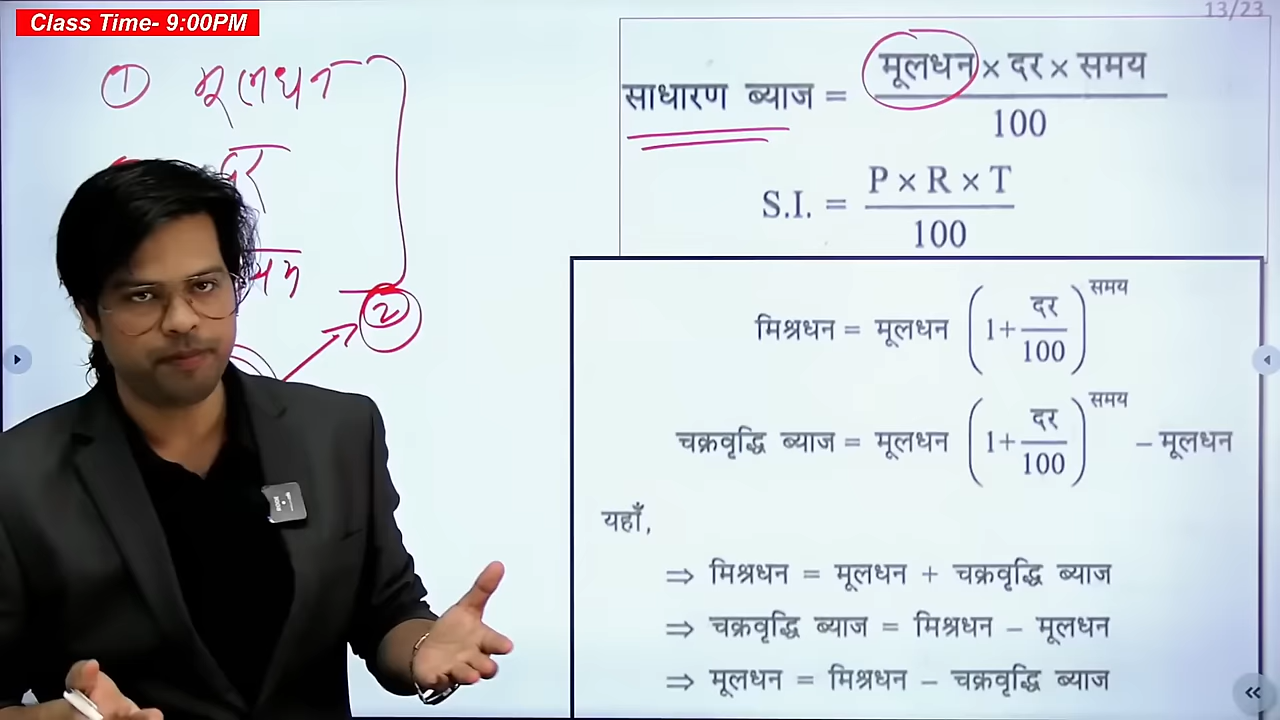 Class Time- 9:00PM
13/23
① मूलधन
दर
② 
साधारण ब्याज = मूलधन × दर × समय / 100
S.I. = P × R × T / 100
मिश्रधन = मूलधन (1+ दर/100)^समय
चक्रवृद्धि ब्याज = मूलधन (1+ दर/100)^समय – मूलधन
यहाँ,
⇒ मिश्रधन = मूलधन + चक्रवृद्धि ब्याज
⇒ चक्रवृद्धि ब्याज = मिश्रधन – मूलधन
⇒ मूलधन = मिश्रधन – चक्रवृद्धि ब्याज
«